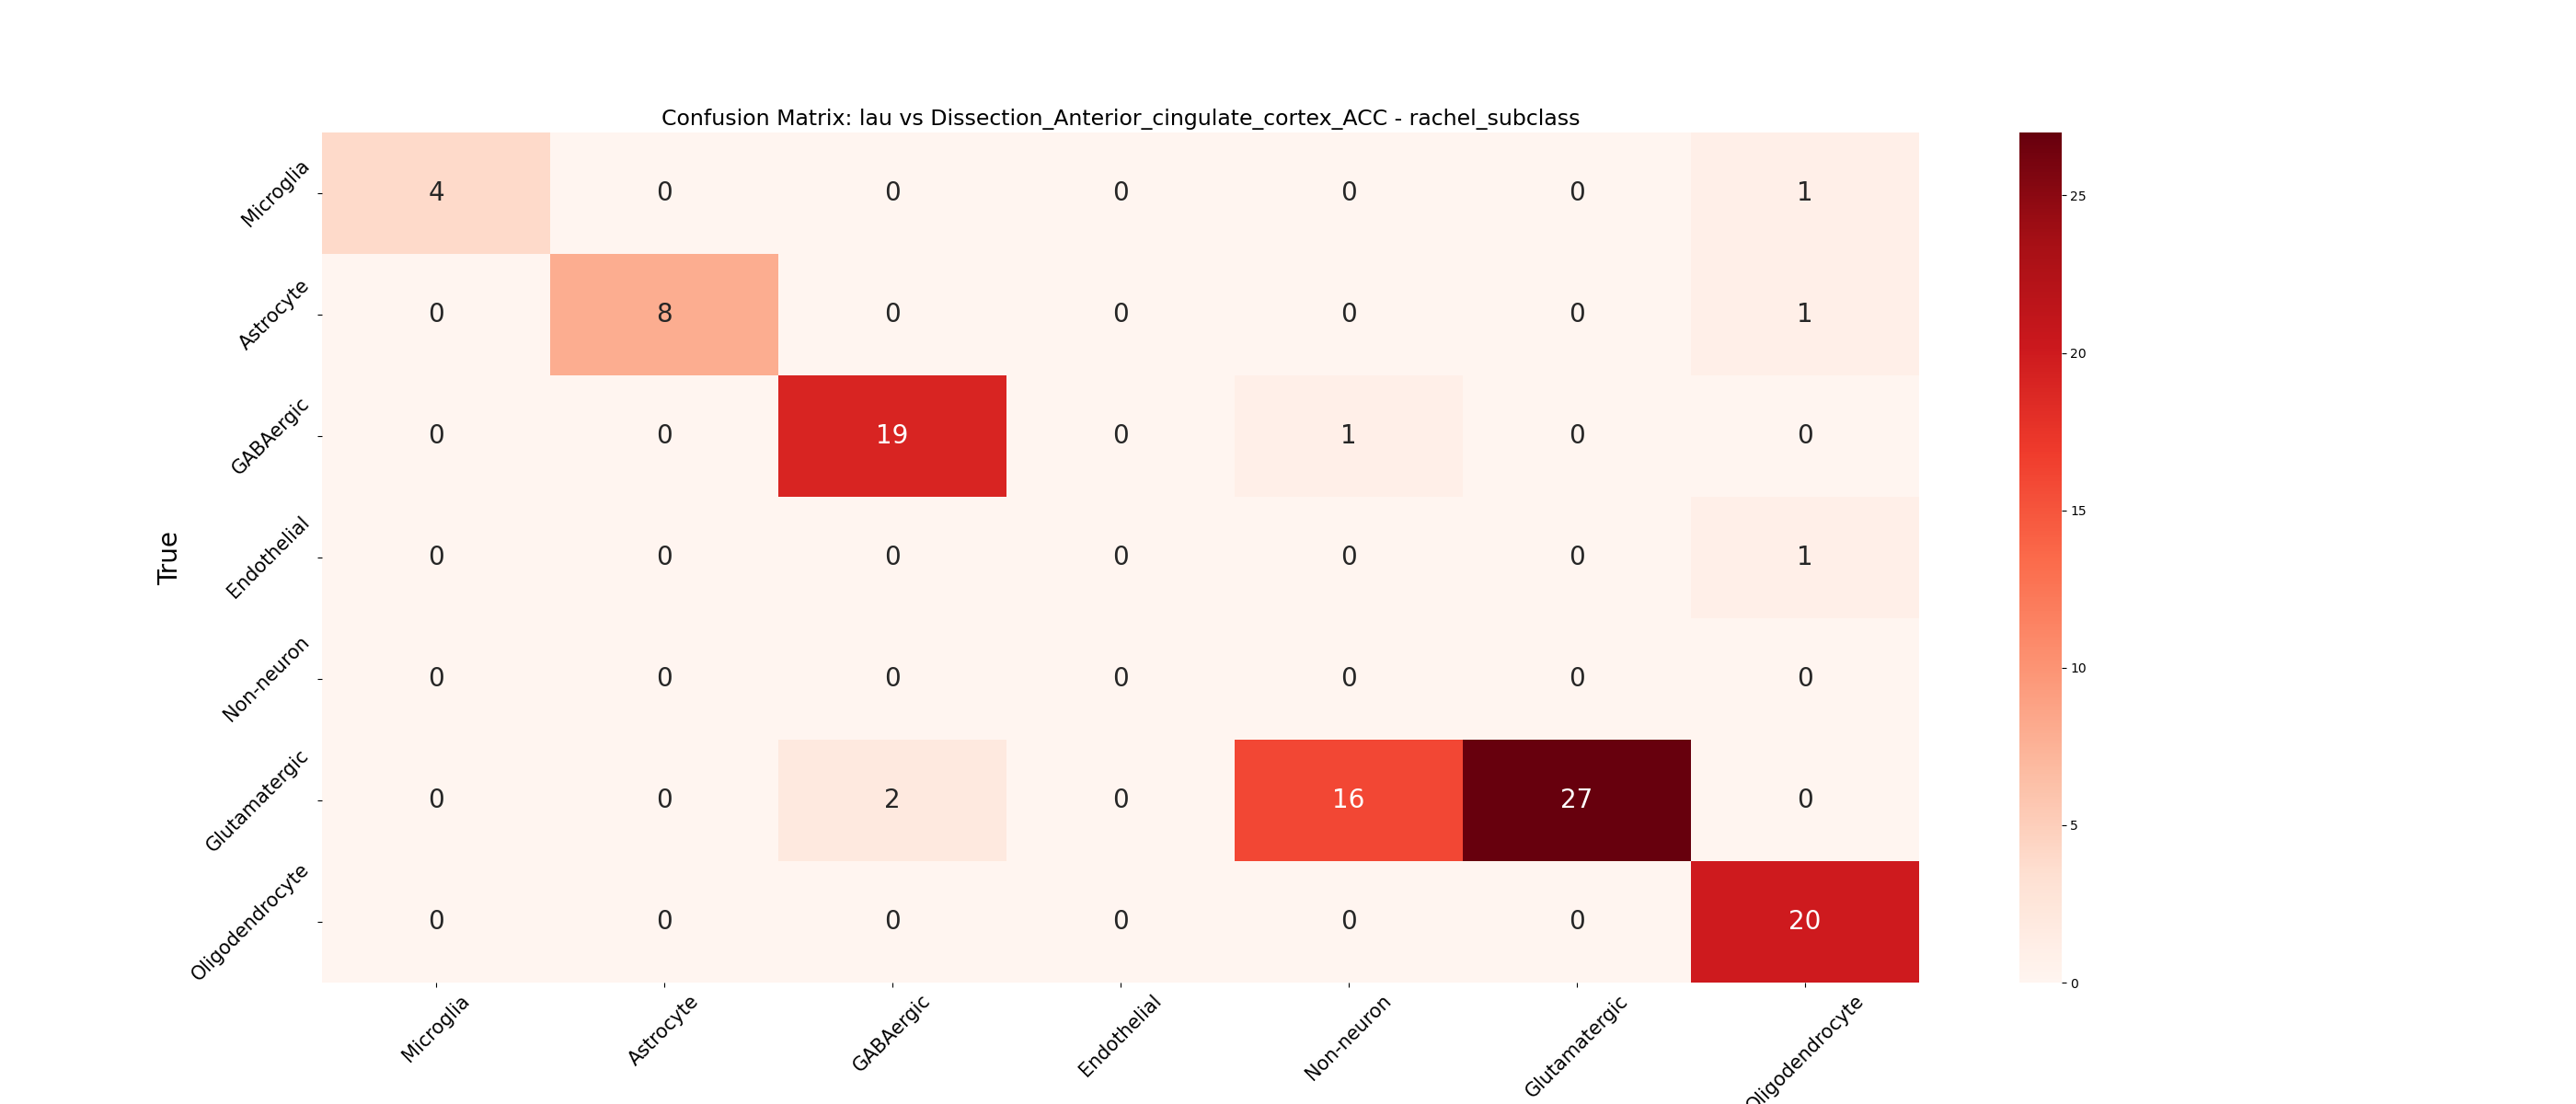 Confusion Matrix: lau vs Dissection_Anterior_cingulate_cortex_ACC - rachel_subclass
True
Microglia 4 0 0 0 0 0 1
Astrocyte 0 8 0 0 0 0 1
GABAergic 0 0 19 0 1 0 0
Endothelial 0 0 0 0 0 0 1
Non-neuron 0 0 0 0 0 0 0
Glutamatergic 0 0 2 0 16 27 0
Oligodendrocyte 0 0 0 0 0 0 20
Microglia Astrocyte GABAergic Endothelial Non-neuron Glutamatergic Oligodendrocyte
25
20
15
10
5
0